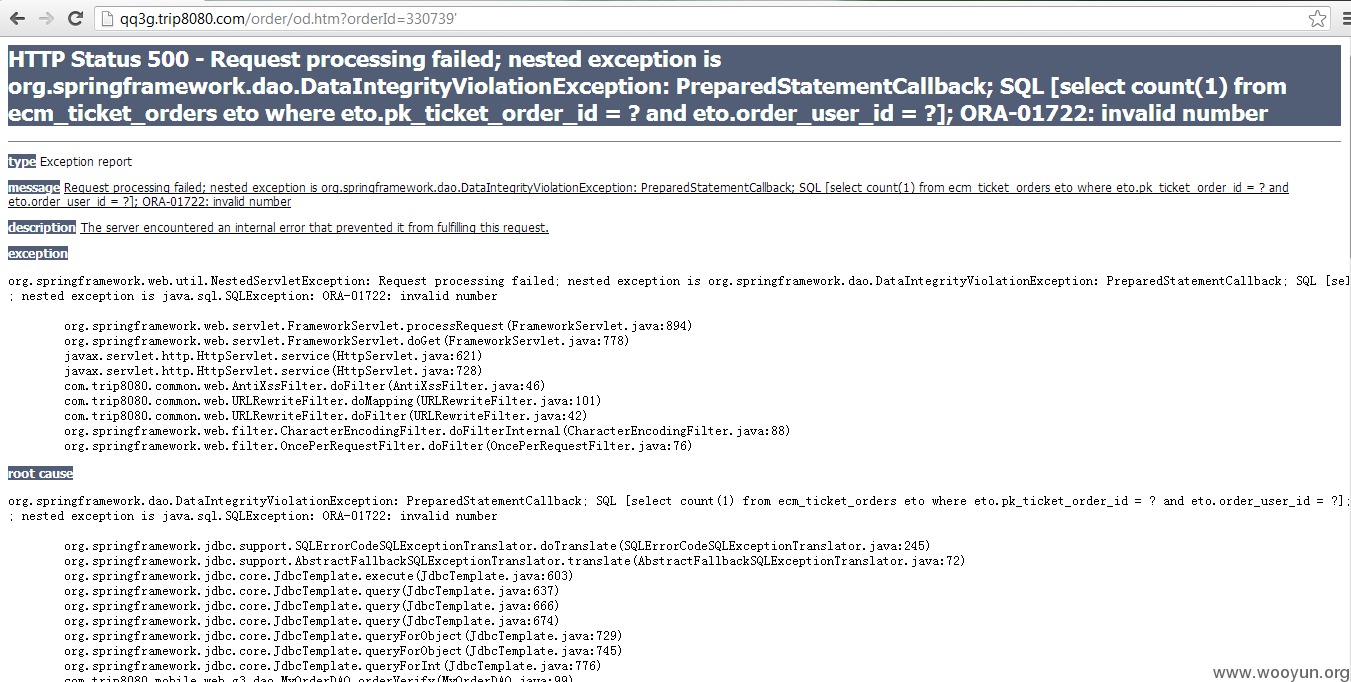 qq3g.trip8080.com/order/od.htm?orderId=330739'
HTTP Status 500 - Request processing failed; nested exception is
org.springframework.dao.DataIntegrityViolationException: PreparedStatementCallback; SQL [select count(1) from
ecm_ticket_orders eto where eto.pk_ticket_order_id = ? and eto.order_user_id = ?]; ORA-01722: invalid number
type Exception report
message Request processing failed; nested exception is org.springframework.dao.DataIntegrityViolationException: PreparedStatementCallback; SQL [select count(1) from ecm_ticket_orders eto where eto.pk_ticket_order_id = ? and
eto.order_user_id = ?]; ORA-01722: invalid number
description The server encountered an internal error that prevented it from fulfilling this request.
exception
org.springframework.web.util.NestedServletException: Request processing failed; nested exception is org.springframework.dao.DataIntegrityViolationException: PreparedStatementCallback; SQL [sel
; nested exception is java.sql.SQLException: ORA-01722: invalid number
org.springframework.web.servlet.FrameworkServlet.processRequest(FrameworkServlet.java:894)
org.springframework.web.servlet.FrameworkServlet.doGet(FrameworkServlet.java:778)
javax.servlet.http.HttpServlet.service(HttpServlet.java:621)
javax.servlet.http.HttpServlet.service(HttpServlet.java:728)
com.trip8080.common.web.AntiXssFilter.doFilter(AntiXssFilter.java:46)
com.trip8080.common.web.URLRewriteFilter.doMapping(URLRewriteFilter.java:101)
com.trip8080.common.web.URLRewriteFilter.doFilter(URLRewriteFilter.java:42)
org.springframework.web.filter.CharacterEncodingFilter.doFilterInternal(CharacterEncodingFilter.java:88)
org.springframework.web.filter.OncePerRequestFilter.doFilter(OncePerRequestFilter.java:76)
root cause
org.springframework.dao.DataIntegrityViolationException: PreparedStatementCallback; SQL [select count(1) from ecm_ticket_orders eto where eto.pk_ticket_order_id = ? and eto.order_user_id = ?];
; nested exception is java.sql.SQLException: ORA-01722: invalid number
org.springframework.jdbc.support.SQLErrorCodeSQLExceptionTranslator.doTranslate(SQLErrorCodeSQLExceptionTranslator.java:245)
org.springframework.jdbc.support.AbstractFallbackSQLExceptionTranslator.translate(AbstractFallbackSQLExceptionTranslator.java:72)
org.springframework.jdbc.core.JdbcTemplate.execute(JdbcTemplate.java:603)
org.springframework.jdbc.core.JdbcTemplate.query(JdbcTemplate.java:637)
org.springframework.jdbc.core.JdbcTemplate.query(JdbcTemplate.java:666)
org.springframework.jdbc.core.JdbcTemplate.query(JdbcTemplate.java:674)
org.springframework.jdbc.core.JdbcTemplate.queryForObject(JdbcTemplate.java:729)
org.springframework.jdbc.core.JdbcTemplate.queryForObject(JdbcTemplate.java:745)
org.springframework.jdbc.core.JdbcTemplate.queryForInt(JdbcTemplate.java:776)
com.trip8080.mobile.web.g3.dao.MyOrderDAO.orderVerify(MyOrderDAO.java:99)
www.wooyun.org